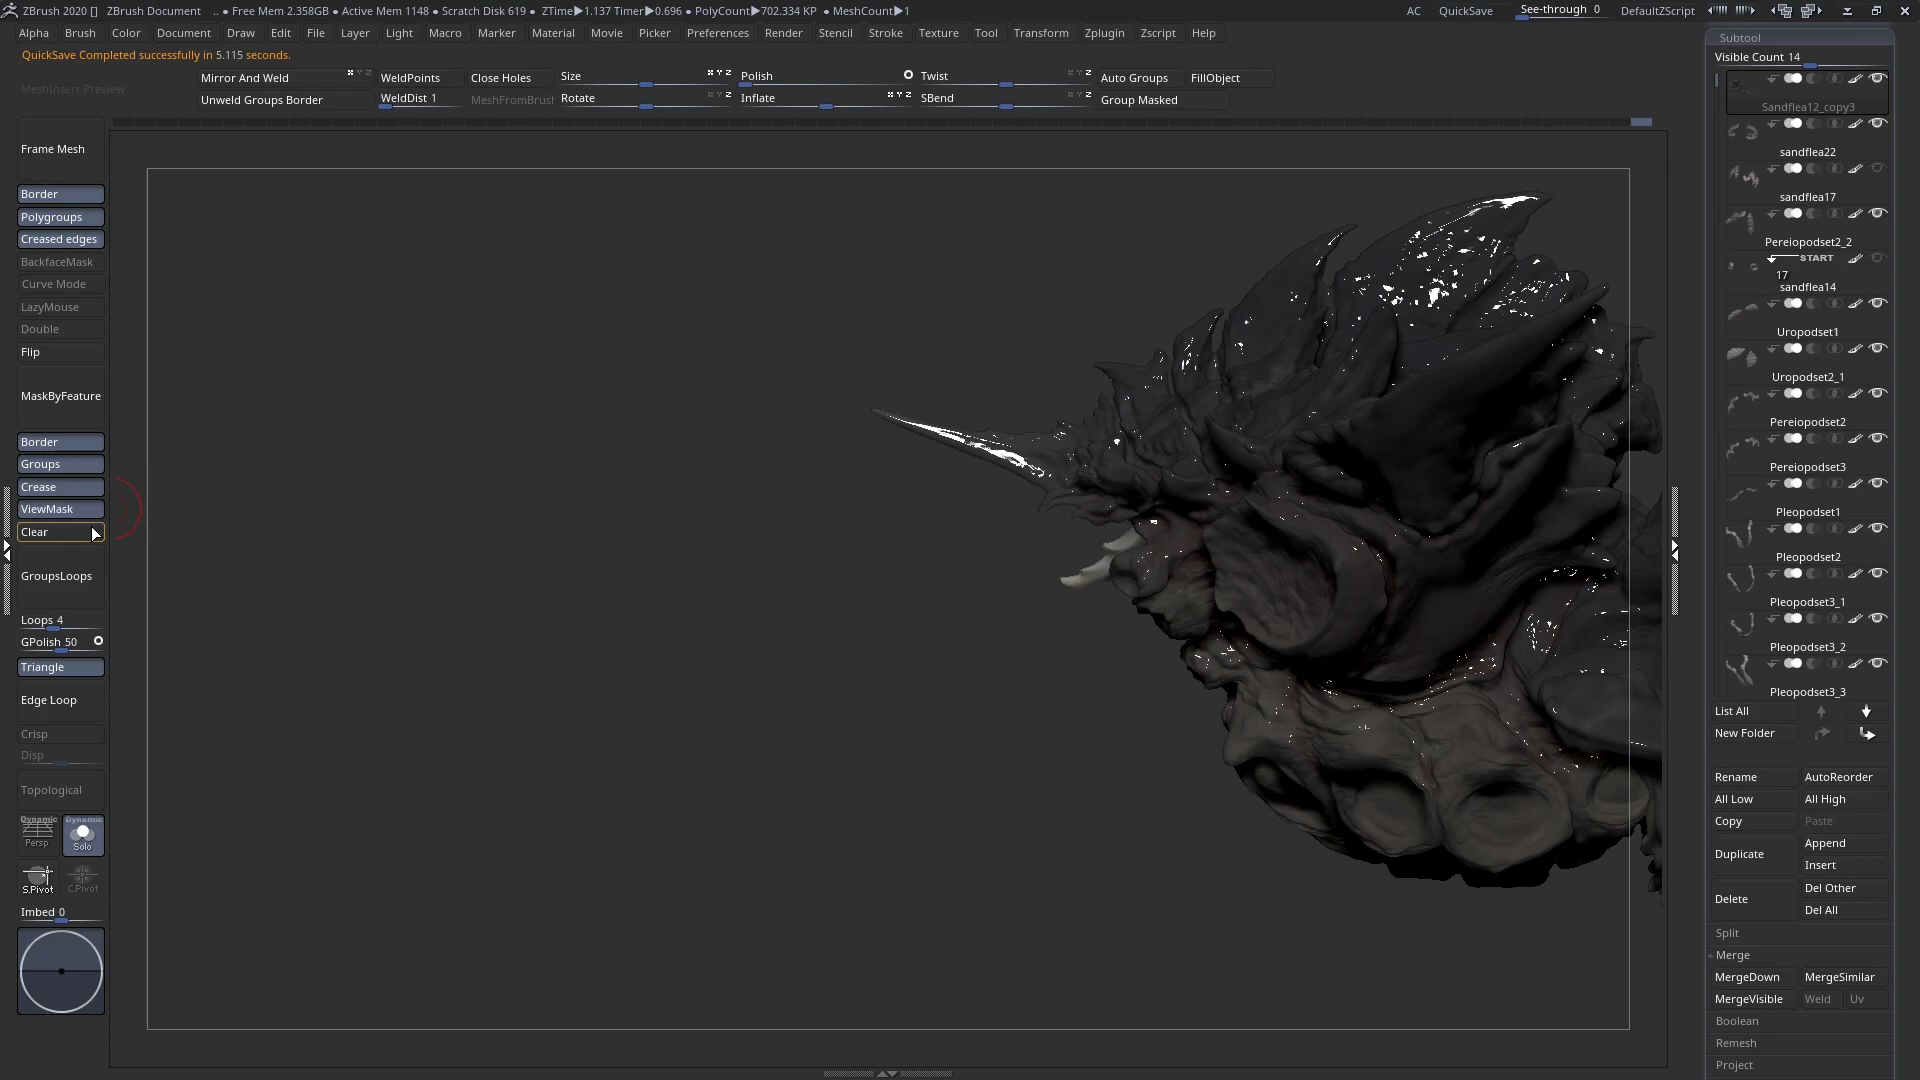 ZBrush 2020 [] ZBrush Document .. ● Free Mem 2.358GB ● Active Mem 1148 ● Scratch Disk 619 ● ZTime▶1.137 Timer▶0.696 ● PolyCount▶702.334 KP ● MeshCount▶1 AC QuickSave See-through 0 DefaultZScript
Alpha Brush Color Document Draw Edit File Layer Light Macro Marker Material Movie Picker Preferences Render Stencil Stroke Texture Tool Transform Zplugin Zscript Help
QuickSave Completed successfully in 5.115 seconds.
MeshInsert Preview
Mirror And Weld WeldPoints Close Holes Size Polish Twist Auto Groups FillObject
Unweld Groups Border WeldDist 1 MeshFromBrush Rotate Inflate SBend Group Masked
Frame Mesh
Border
Polygroups
Creased edges
BackfaceMask
Curve Mode
LazyMouse
Double
Flip
MaskByFeature
Border
Groups
Crease
ViewMask
Clear
GroupsLoops
Loops 4
GPolish 50
Triangle
Edge Loop
Crisp
Disp
Topological
Dynamic Dynamic
Persp Solo
S.Pivot C.Pivot
Imbed 0
Subtool
Visible Count 14
Sandflea12_copy3
sandflea22
sandflea17
Pereiopodset2_2
START
17
sandflea14
Uropodset1
Uropodset2_1
Pereiopodset2
Pereiopodset3
Pleopodset1
Pleopodset2
Pleopodset3_1
Pleopodset3_2
Pleopodset3_3
List All
New Folder
Rename AutoReorder
All Low All High
Copy Paste
Duplicate Append
Insert
Delete Del Other
Del All
Split
Merge
MergeDown MergeSimilar
MergeVisible Weld Uv
Boolean
Remesh
Project